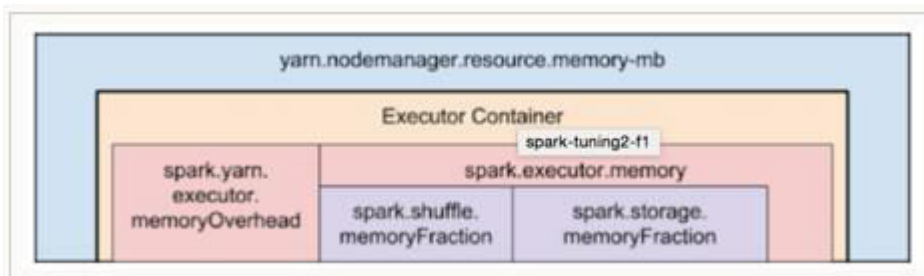 yarn.nodemanager.resource.memory-mb
Executor Container
spark-tuning2-f1
spark.yarn.
executor.
memoryOverhead
spark.executor.memory
spark.shuffle.
memoryFraction
spark.storage.
memoryFraction